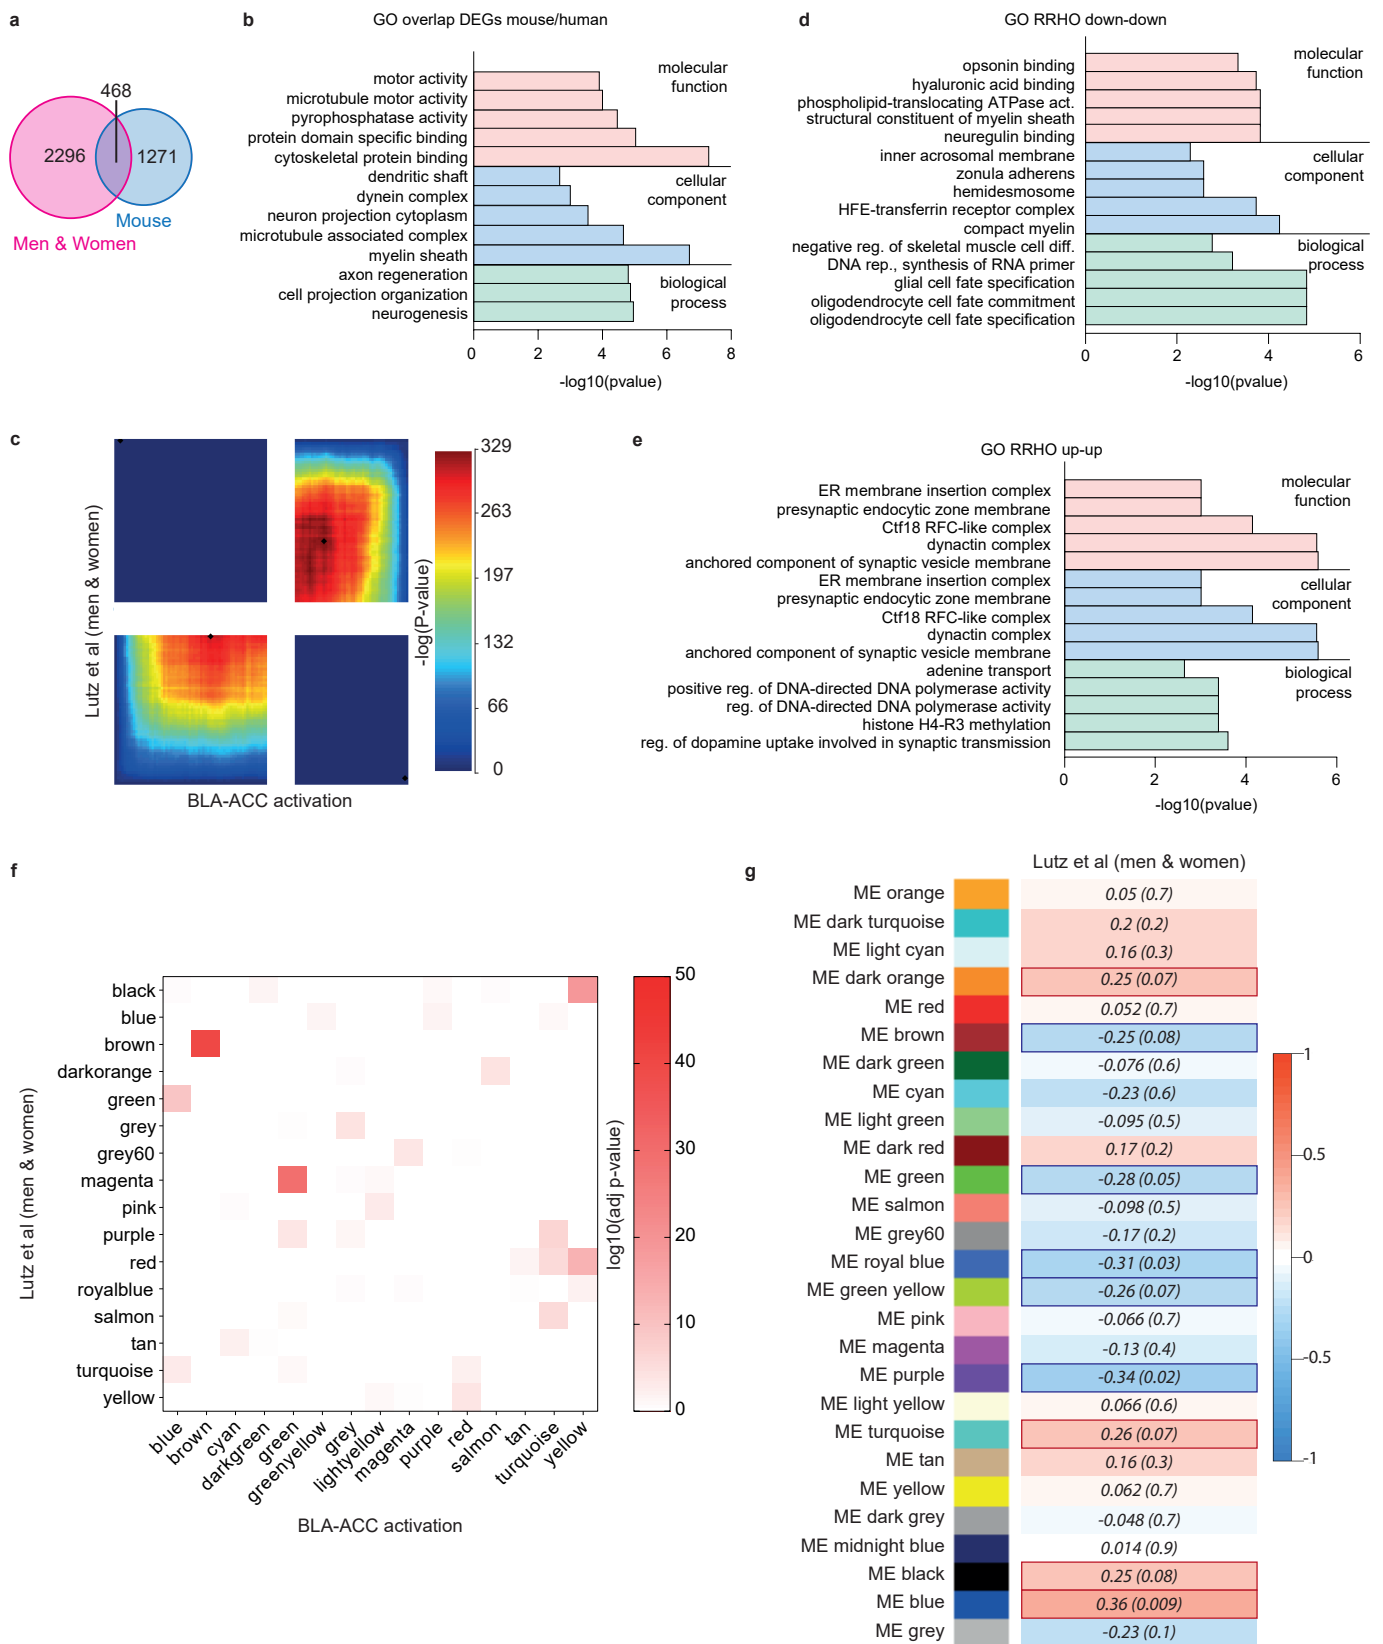 a
468
2296
1271
Mouse
Men & Women
b
GO overlap DEGs mouse/human
motor activity
microtubule motor activity
pyrophosphatase activity
protein domain specific binding
cytoskeletal protein binding
dendritic shaft
dynein complex
neuron projection cytoplasm
microtubule associated complex
myelin sheath
axon regeneration
cell projection organization
neurogenesis
molecular
function
cellular
component
biological
process
0 2 4 6 8
-log10(pvalue)
d
GO RRHO down-down
opsonin binding
hyaluronic acid binding
phospholipid-translocating ATPase act.
structural constituent of myelin sheath
neuregulin binding
inner acrosomal membrane
zonula adherens
hemidesmosome
HFE-transferrin receptor complex
compact myelin
negative reg. of skeletal muscle cell diff.
DNA rep., synthesis of RNA primer
glial cell fate specification
oligodendrocyte cell fate commitment
oligodendrocyte cell fate specification
molecular
function
cellular
component
biological
process
0 2 4 6
-log10(pvalue)
c
Lutz et al (men & women)
BLA-ACC activation
-log(P-value)
329
263
197
132
66
0
e
GO RRHO up-up
ER membrane insertion complex
presynaptic endocytic zone membrane
Ctf18 RFC-like complex
dynactin complex
anchored component of synaptic vesicle membrane
ER membrane insertion complex
presynaptic endocytic zone membrane
Ctf18 RFC-like complex
dynactin complex
anchored component of synaptic vesicle membrane
adenine transport
positive reg. of DNA-directed DNA polymerase activity
reg. of DNA-directed DNA polymerase activity
histone H4-R3 methylation
reg. of dopamine uptake involved in synaptic transmission
molecular
function
cellular
component
biological
process
0 2 4 6
-log10(pvalue)
f
Lutz et al (men & women)
black
blue
brown
darkorange
green
grey
grey60
magenta
pink
purple
red
royalblue
salmon
tan
turquoise
yellow
blue
brown
cyan
darkgreen
green
greenyellow
grey
lightyellow
magenta
purple
red
salmon
tan
turquoise
yellow
BLA-ACC activation
log10(adj p-value)
50
40
30
20
10
0
g
Lutz et al (men & women)
ME orange 0.05 (0.7)
ME dark turquoise 0.2 (0.2)
ME light cyan 0.16 (0.3)
ME dark orange 0.25 (0.07)
ME red 0.052 (0.7)
ME brown -0.25 (0.08)
ME dark green -0.076 (0.6)
ME cyan -0.23 (0.6)
ME light green -0.095 (0.5)
ME dark red 0.17 (0.2)
ME green -0.28 (0.05)
ME salmon -0.098 (0.5)
ME grey60 -0.17 (0.2)
ME royal blue -0.31 (0.03)
ME green yellow -0.26 (0.07)
ME pink -0.066 (0.7)
ME magenta -0.13 (0.4)
ME purple -0.34 (0.02)
ME light yellow 0.066 (0.6)
ME turquoise 0.26 (0.07)
ME tan 0.16 (0.3)
ME yellow 0.062 (0.7)
ME dark grey -0.048 (0.7)
ME midnight blue 0.014 (0.9)
ME black 0.25 (0.08)
ME blue 0.36 (0.009)
ME grey -0.23 (0.1)
1
0.5
0
-0.5
-1